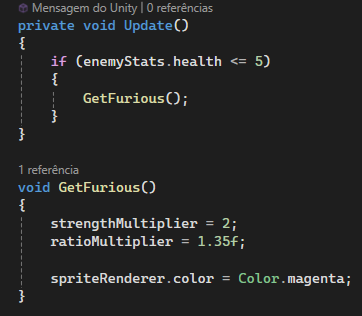 Mensagem do Unity | 0 referências
private void Update()
{
    if (enemyStats.health <= 5)
    {
        GetFurious();
    }
}
1 referência
void GetFurious()
{
    strengthMultiplier = 2;
    ratioMultiplier = 1.35f;
    spriteRenderer.color = Color.magenta;
}